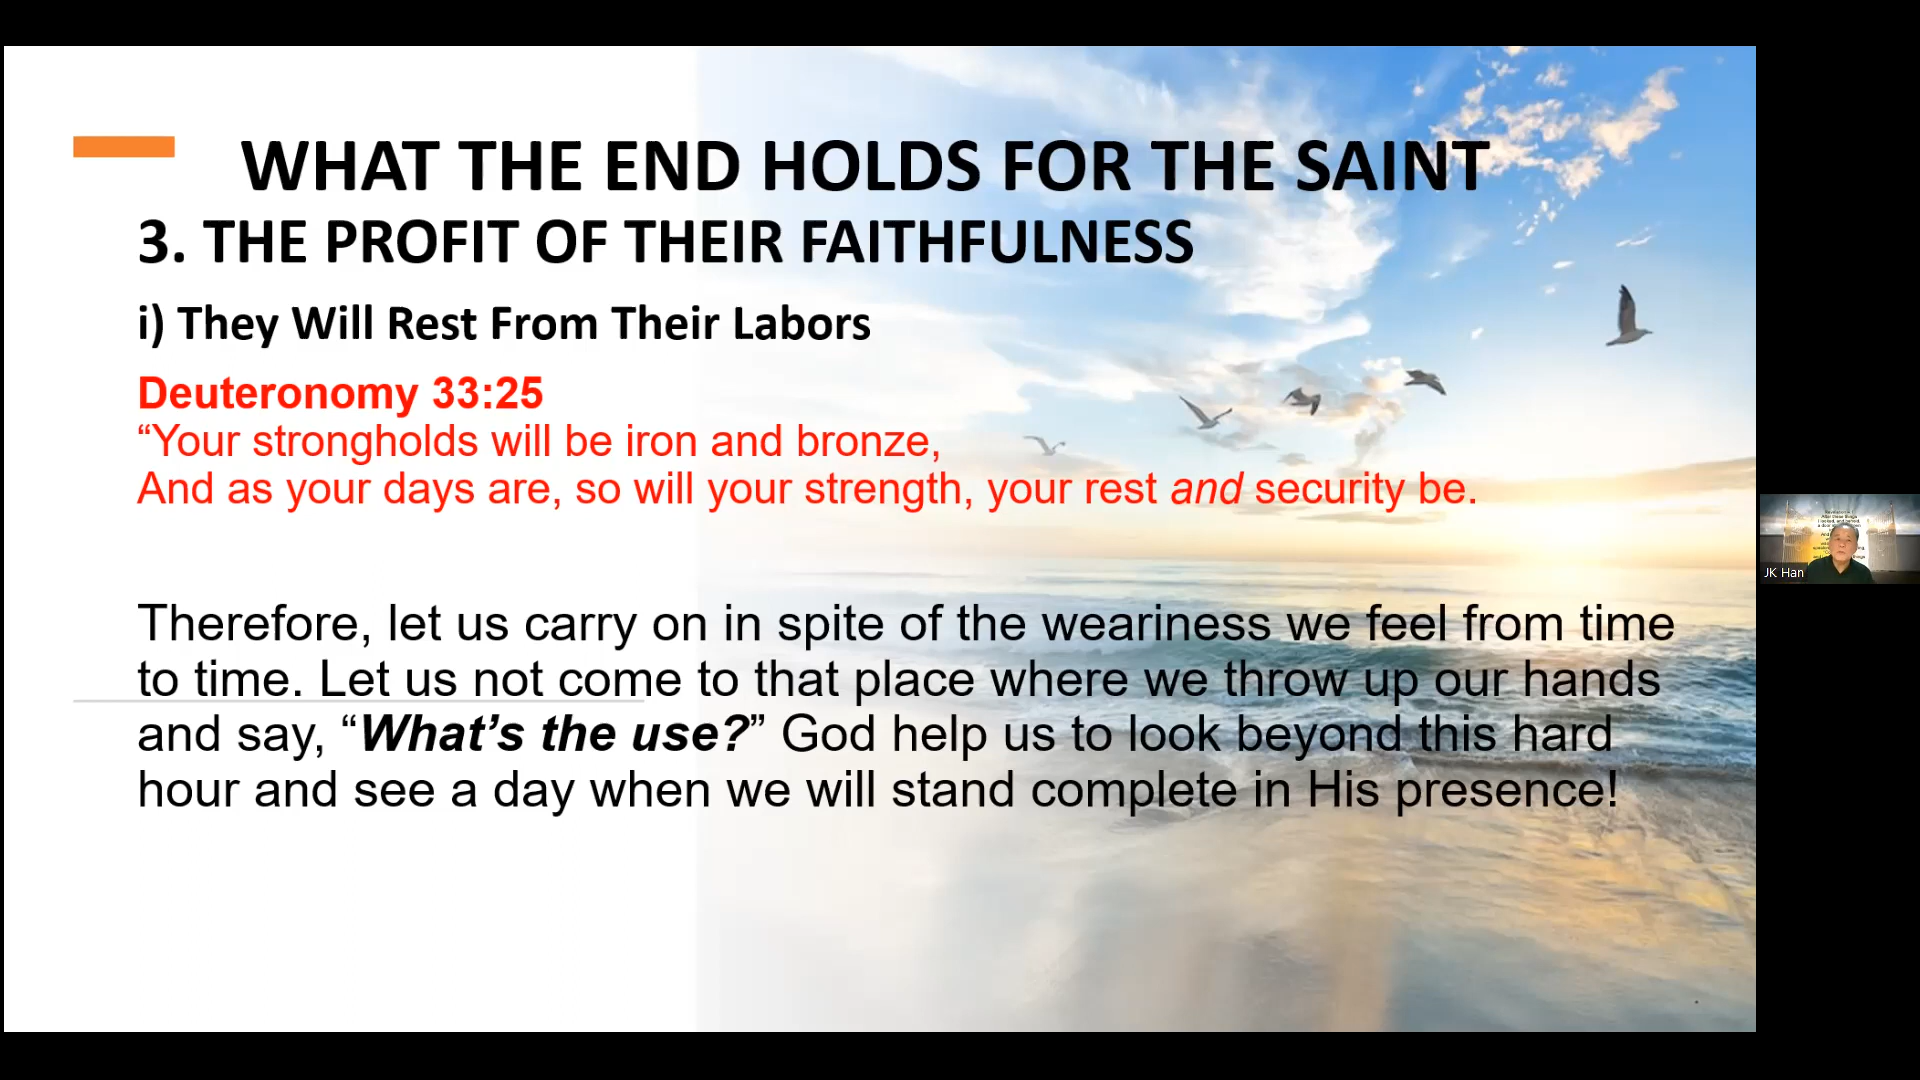 WHAT THE END HOLDS FOR THE SAINT
3. THE PROFIT OF THEIR FAITHFULNESS
i) They Will Rest From Their Labors
Deuteronomy 33:25
“Your strongholds will be iron and bronze,
And as your days are, so will your strength, your rest and security be.
Therefore, let us carry on in spite of the weariness we feel from time
to time. Let us not come to that place where we throw up our hands
and say, “What’s the use?” God help us to look beyond this hard
hour and see a day when we will stand complete in His presence!
JK Han